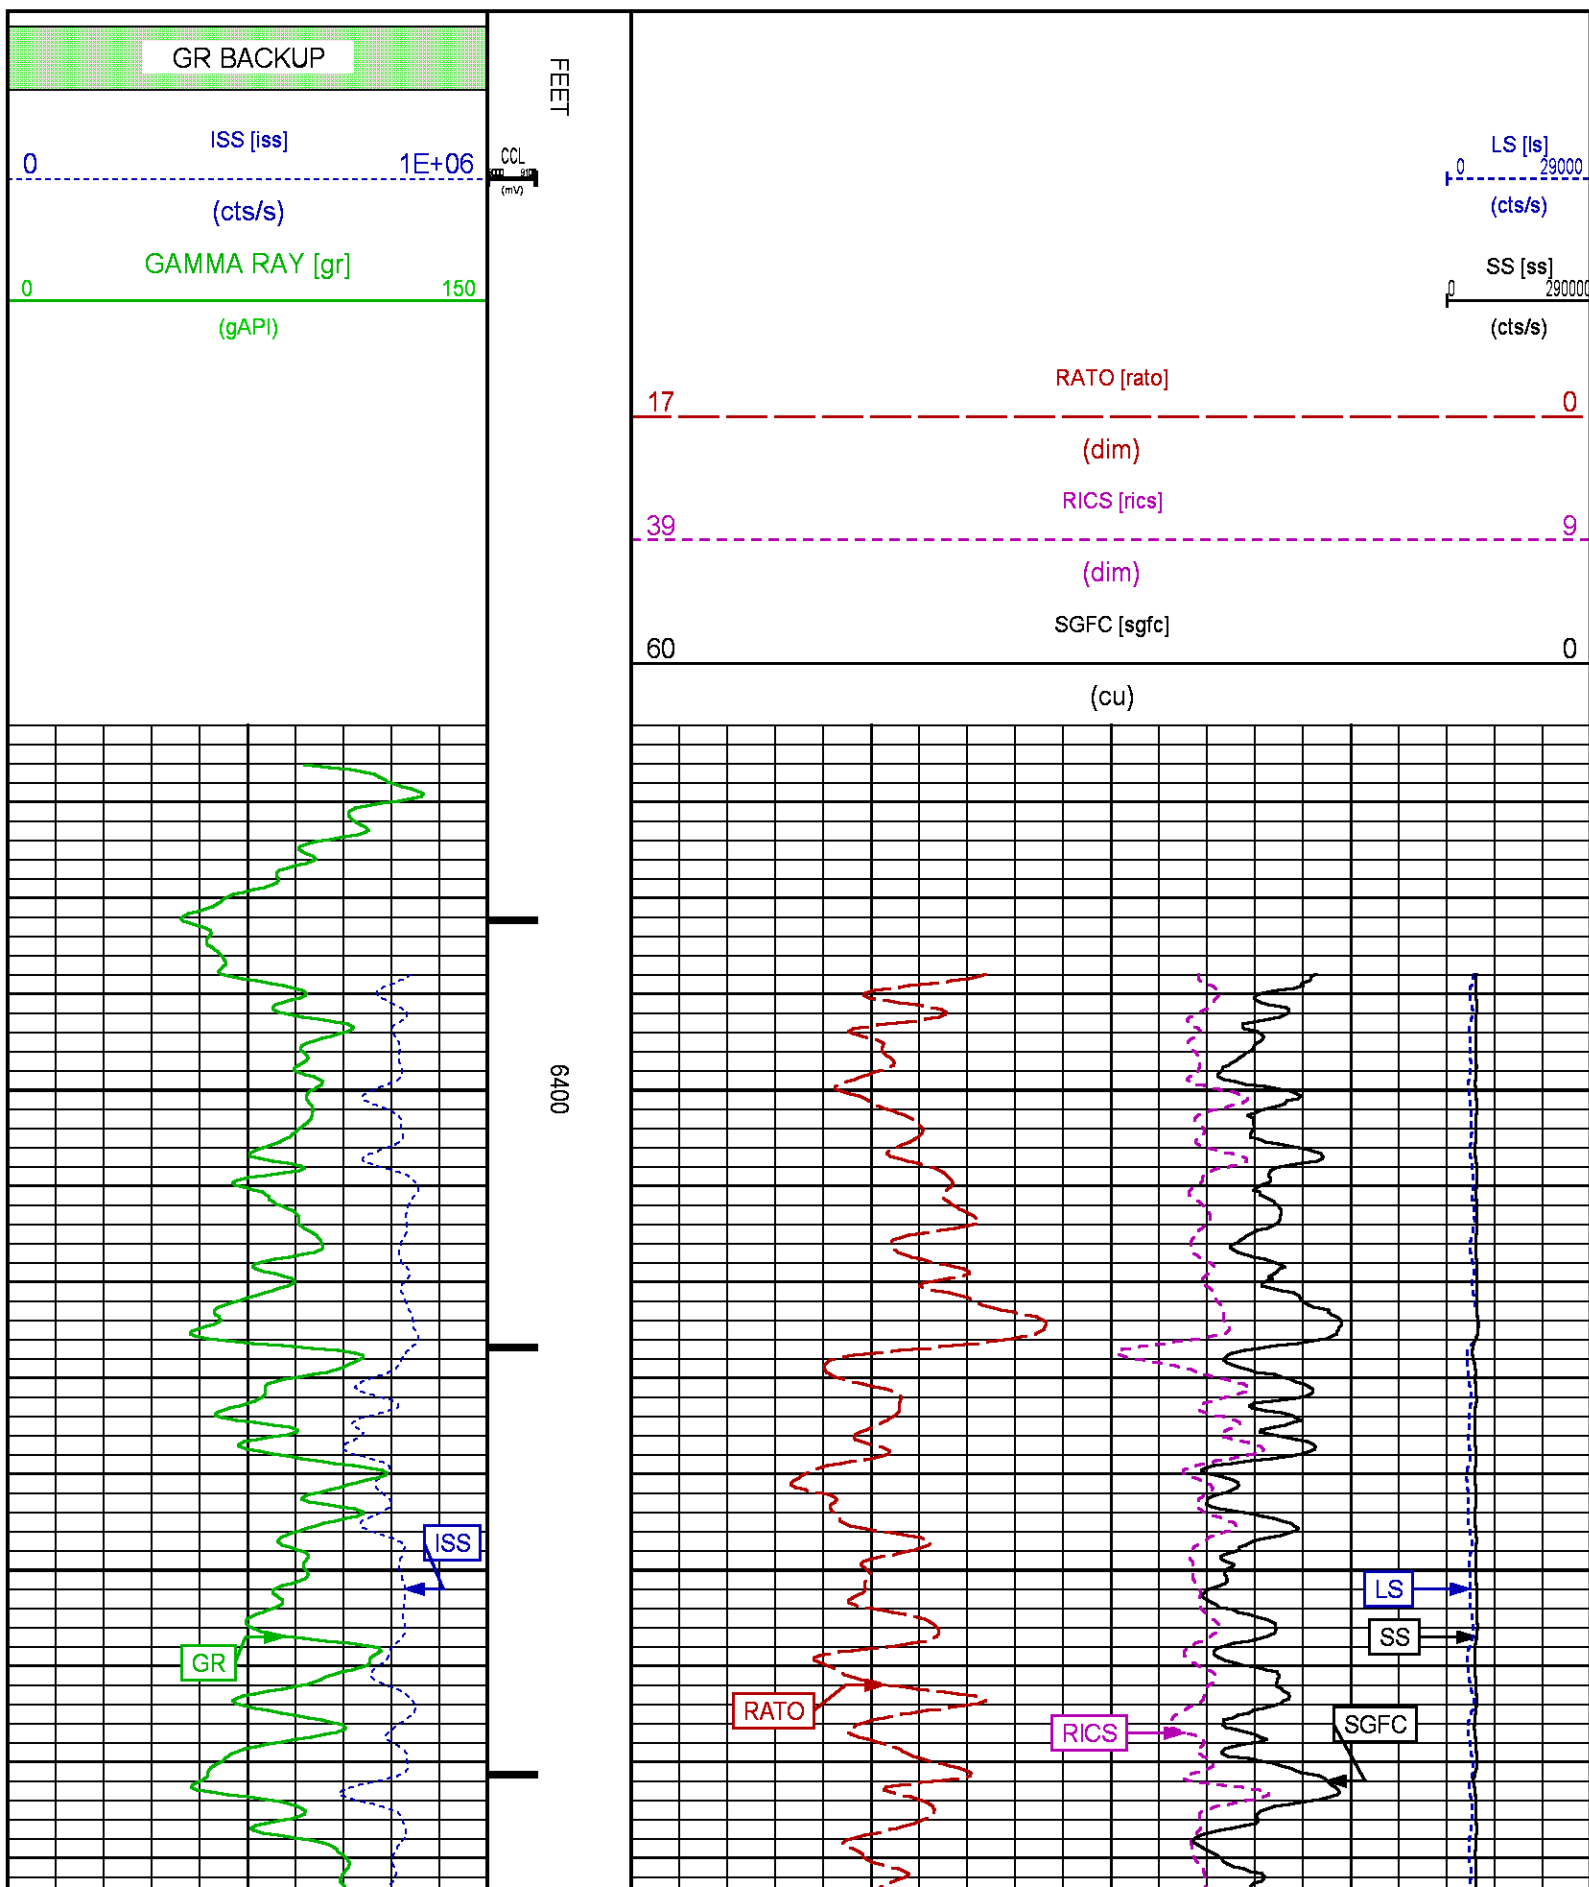 GR BACKUP
ISS [iss]
0 1E+06
(cts/s)
GAMMA RAY [gr]
0 150
(gAPI)
FEET
CCL
(mV)
LS [ls]
0 29000
(cts/s)
SS [ss]
0 290000
(cts/s)
RATO [rato]
17 0
(dim)
RICS [rics]
39 9
(dim)
SGFC [sgfc]
60 0
(cu)
6400
ISS
GR
RATO
RICS
LS
SS
SGFC